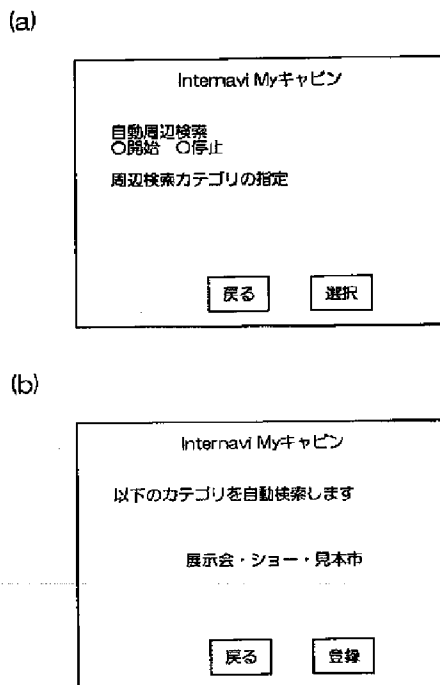 (a)
Internavi Myキャビン
自動周辺検索
○開始 ○停止
周辺検索カテゴリの指定
戻る 選択
(b)
Internavi Myキャビン
以下のカテゴリを自動検索します
展示会・ショー・見本市
戻る 登録